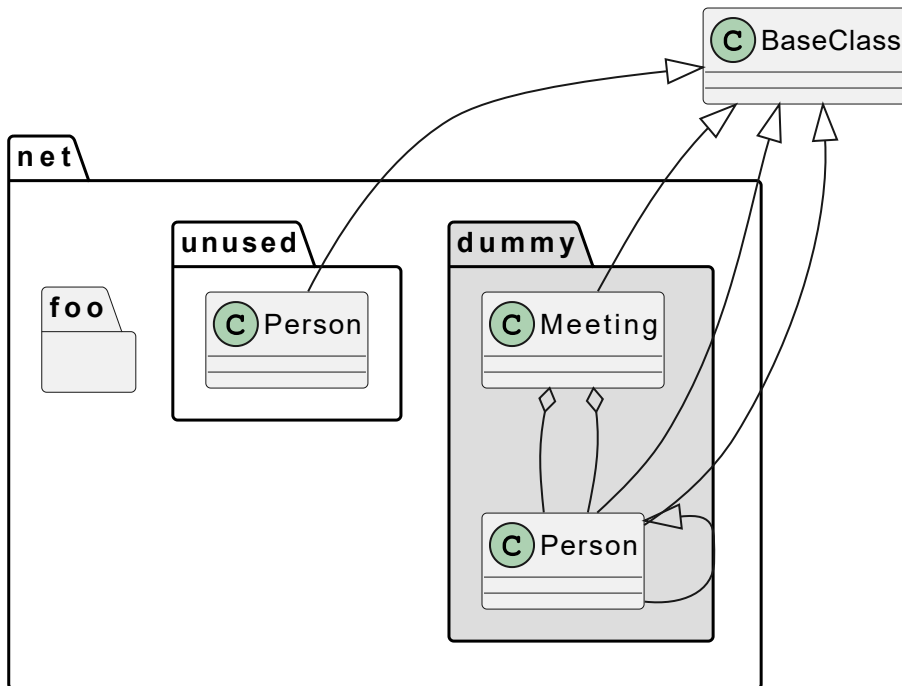 C BaseClass
net
unused
dummy
foo
C Person
C Meeting
C Person